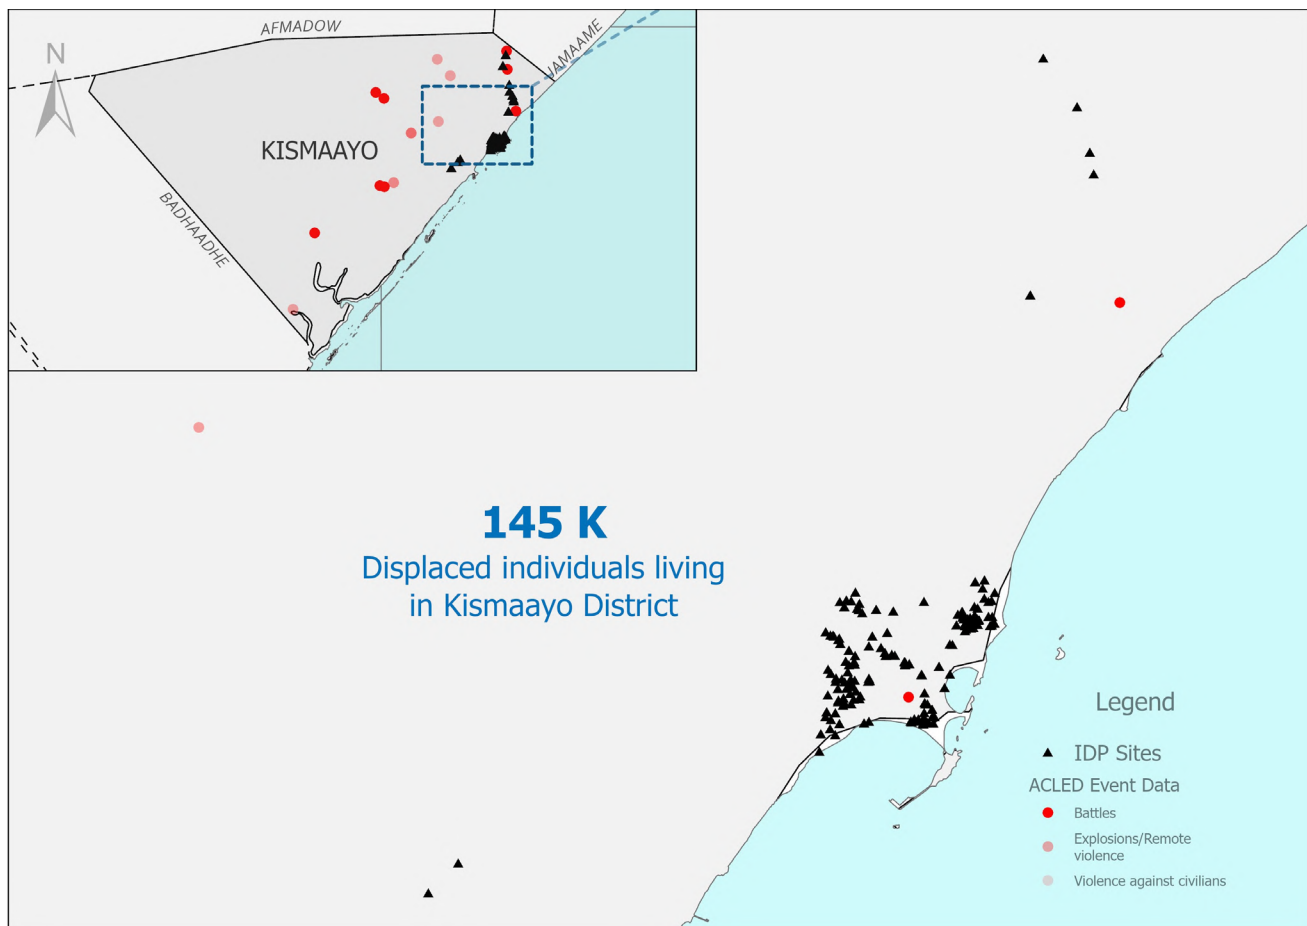 AFMADOW
N
JAMAAME
KISMAAYO
BADHAADHE
145 K
Displaced individuals living
in Kismaayo District
Legend
IDP Sites
ACLED Event Data
Battles
Explosions/Remote
violence
Violence against civilians